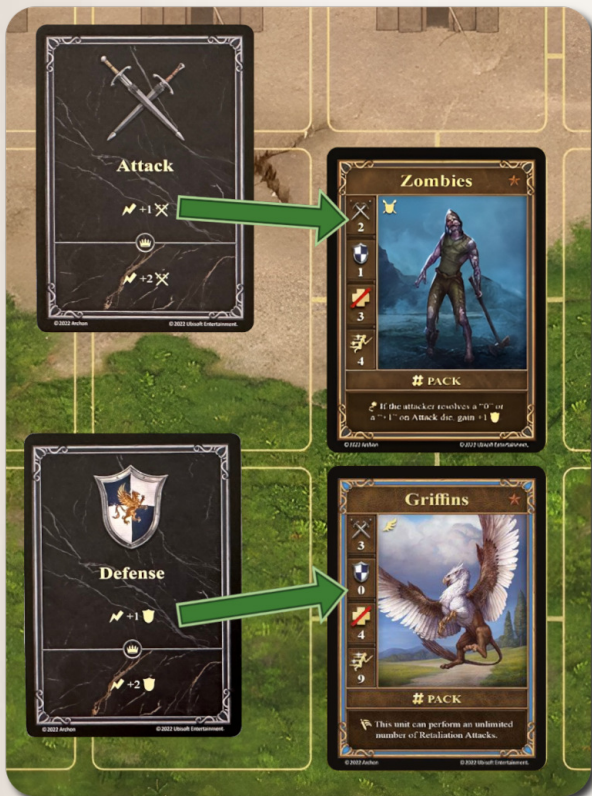 Attack
+1
+2
© 2022 Archon © 2022 Ubisoft Entertainment.
Zombies
2
1
3
4
# PACK
If the attacker resolves a "0" or
a "+1" on Attack die, gain +1
© 2022 Archon © 2022 Ubisoft Entertainment.
Defense
+1
+2
© 2022 Archon © 2022 Ubisoft Entertainment.
Griffins
3
0
4
9
# PACK
This unit can perform an unlimited
number of Retaliation Attacks.
© 2022 Archon © 2022 Ubisoft Entertainment.